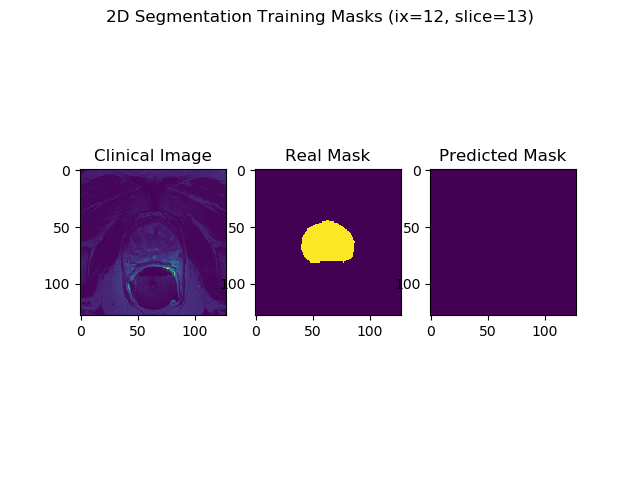 2D Segmentation Training Masks (ix=12, slice=13)
Clinical Image Real Mask Predicted Mask
0 0 0
50 50 50
100 100 100
0 50 100 0 50 100 0 50 100